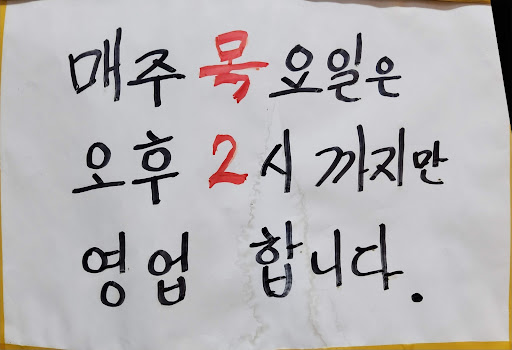 매주 목요일은
오후 2시 까지만
영업 합니다.